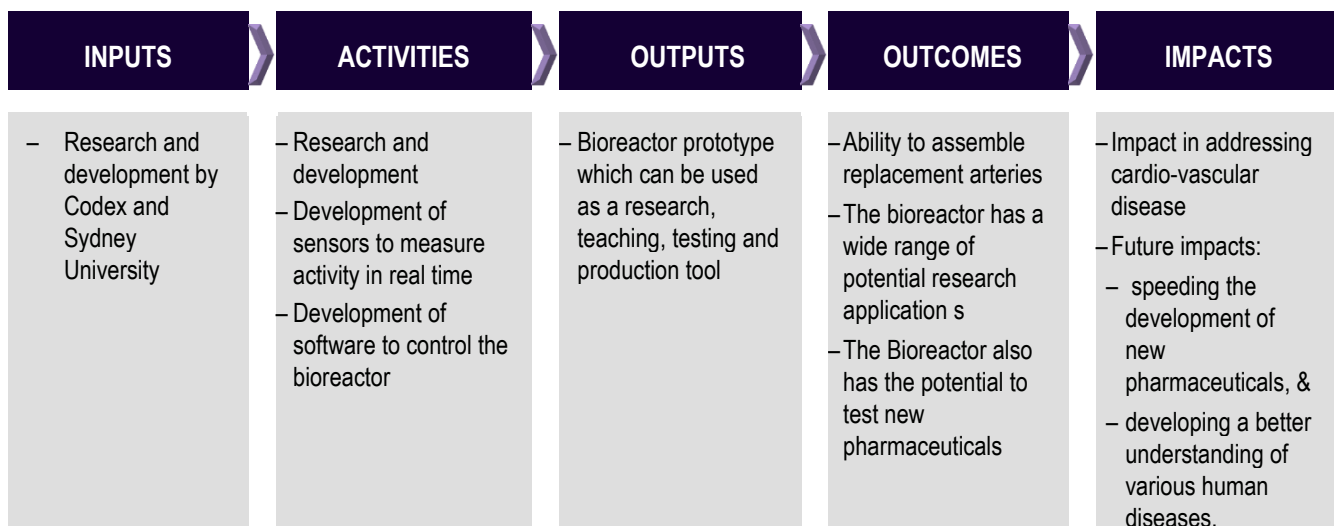 INPUTS
ACTIVITIES
OUTPUTS
OUTCOMES
IMPACTS
– Research and
development by
Codex and
Sydney
University
– Research and
development
– Development of
sensors to measure
activity in real time
– Development of
software to control the
bioreactor
– Bioreactor prototype
which can be used
as a research,
teaching, testing and
production tool
– Ability to assemble
replacement arteries
– The bioreactor has a
wide range of
potential research
application s
– The Bioreactor also
has the potential to
test new
pharmaceuticals
– Impact in addressing
cardio-vascular
disease
– Future impacts:
– speeding the
development of
new
pharmaceuticals, &
– developing a better
understanding of
various human
diseases.